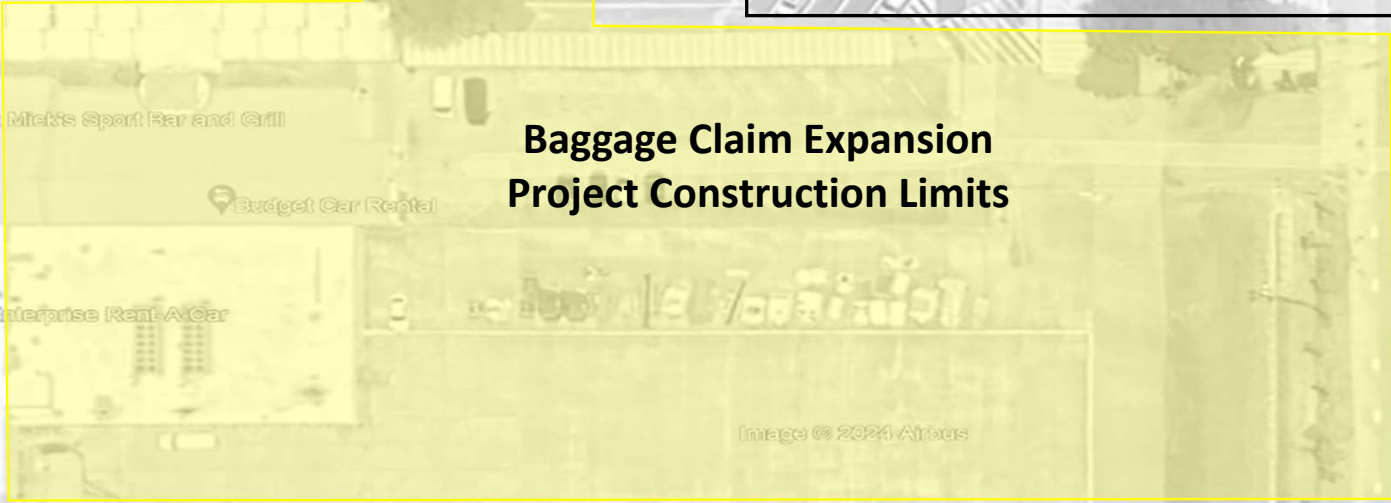 Micki's Sport Bar and Grill
Baggage Claim Expansion
Project Construction Limits
Budget Car Rental
Enterprise Rent-A-Car
Image © 2024 Airbus